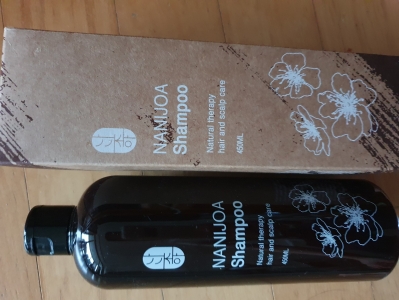 NANIJOA
Shampoo
Natural therapy
hair and scalp care
450ML
NANIJOA
Shampoo
Natural therapy
hair and scalp care
450ML